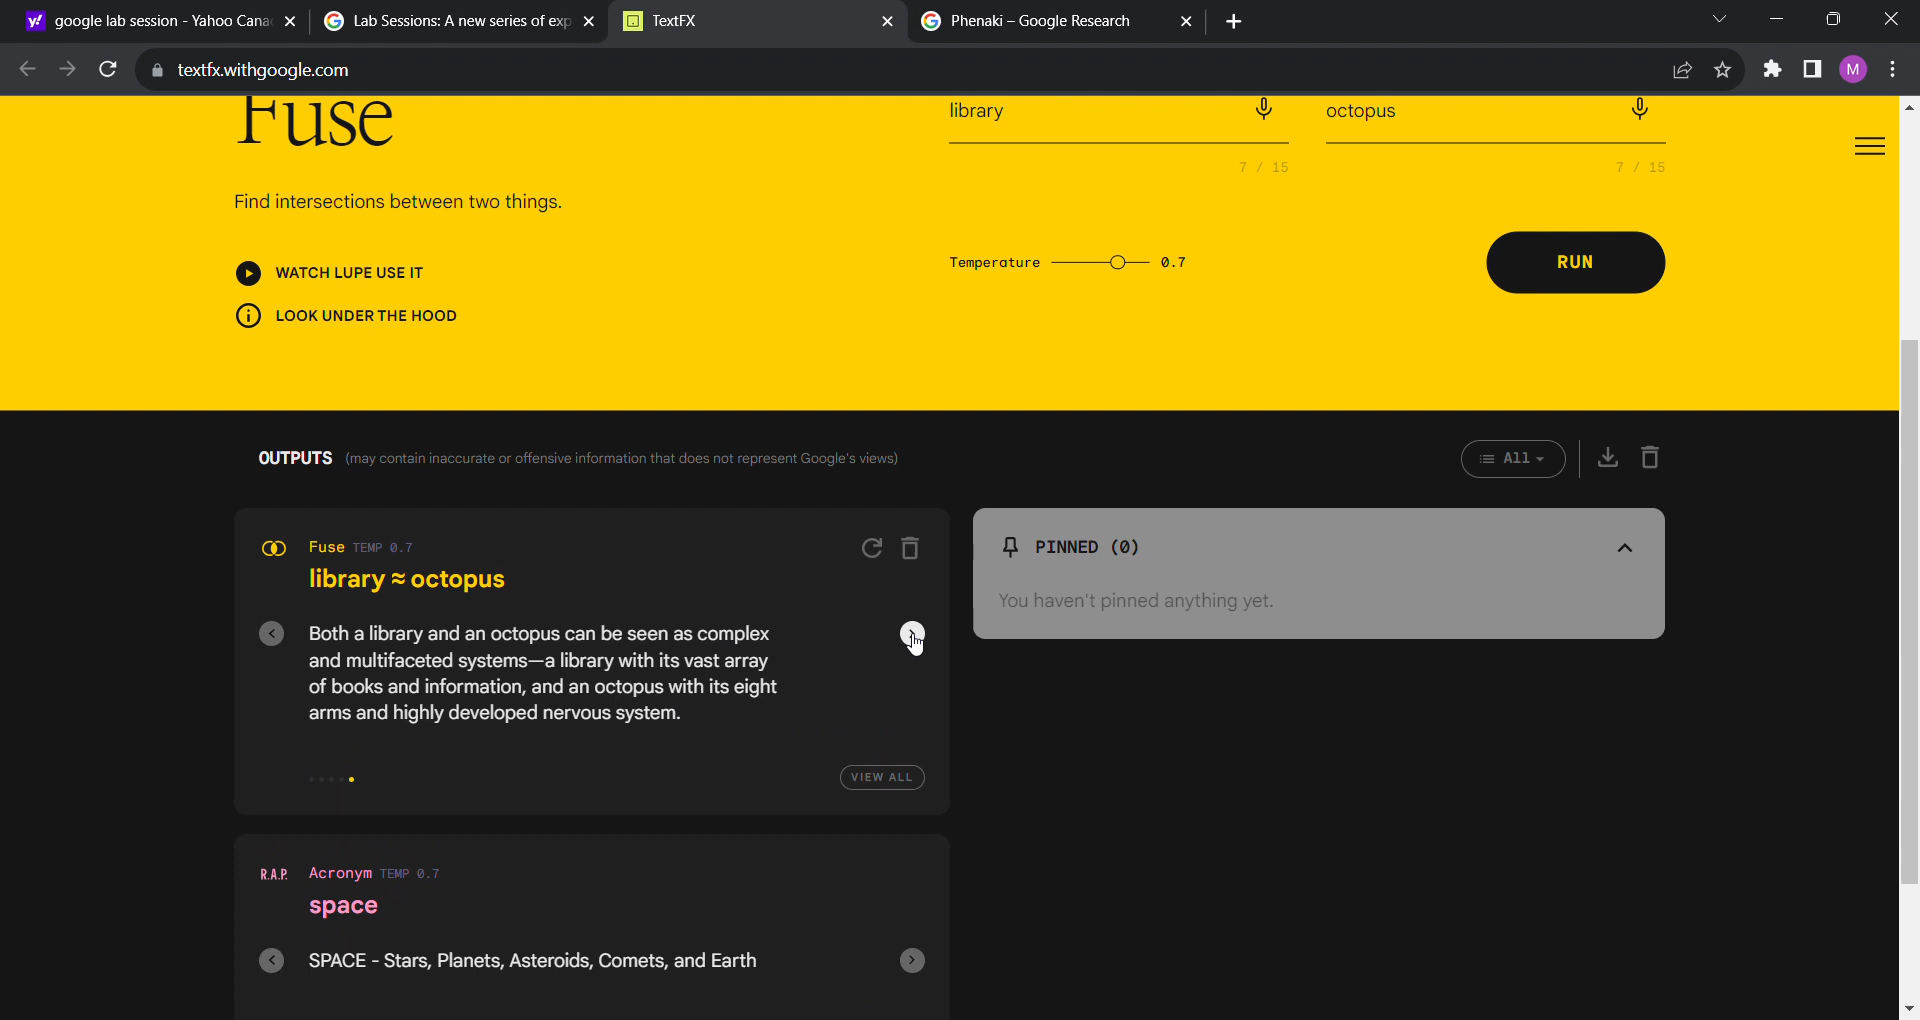 google lab session - Yahoo Cana
Lab Sessions: A new series of exp
TextFX
Phenaki – Google Research
textfx.withgoogle.com
M
Fuse
library
octopus
7 / 15
7 / 15
Find intersections between two things.
WATCH LUPE USE IT
Temperature
0.7
RUN
LOOK UNDER THE HOOD
OUTPUTS (may contain inaccurate or offensive information that does not represent Google's views)
All
Fuse TEMP 0.7
library ≈ octopus
PINNED (0)
You haven't pinned anything yet.
Both a library and an octopus can be seen as complex
and multifaceted systems—a library with its vast array
of books and information, and an octopus with its eight
arms and highly developed nervous system.
VIEW ALL
R.A.P. Acronym TEMP 0.7
space
SPACE - Stars, Planets, Asteroids, Comets, and Earth